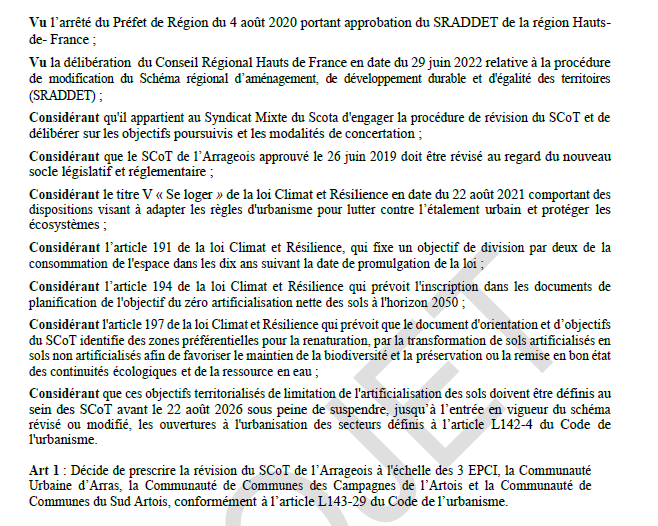 Vu l'arrêté du Préfet de Région du 4 août 2020 portant approbation du SRADDET de la région Hauts-
de- France ;
Vu la délibération du Conseil Régional Hauts de France en date du 29 juin 2022 relative à la procédure
de modification du Schéma régional d'aménagement, de développement durable et d'égalité des territoires
(SRADDET) ;
Considérant qu'il appartient au Syndicat Mixte du Scota d'engager la procédure de révision du SCoT et de
délibérer sur les objectifs poursuivis et les modalités de concertation ;
Considérant que le SCoT de l'Arrageois approuvé le 26 juin 2019 doit être révisé au regard du nouveau
socle législatif et réglementaire ;
Considérant le titre V « Se loger » de la loi Climat et Résilience en date du 22 août 2021 comportant des
dispositions visant à adapter les règles d'urbanisme pour lutter contre l'étalement urbain et protéger les
écosystèmes ;
Considérant l'article 191 de la loi Climat et Résilience, qui fixe un objectif de division par deux de la
consommation de l'espace dans les dix ans suivant la date de promulgation de la loi ;
Considérant l'article 194 de la loi Climat et Résilience qui prévoit l'inscription dans les documents de
planification de l'objectif du zéro artificialisation nette des sols à l'horizon 2050 ;
Considérant l'article 197 de la loi Climat et Résilience qui prévoit que le document d'orientation et d'objectifs
du SCoT identifie des zones préférentielles pour la renaturation, par la transformation de sols artificialisés en
sols non artificialisés afin de favoriser le maintien de la biodiversité et la préservation ou la remise en bon état
des continuités écologiques et de la ressource en eau ;
Considérant que ces objectifs territorialisés de limitation de l'artificialisation des sols doivent être définis au
sein des SCoT avant le 22 août 2026 sous peine de suspendre, jusqu'à l'entrée en vigueur du schéma
révisé ou modifié, les ouvertures à l'urbanisation des secteurs définis à l'article L142-4 du Code de
l'urbanisme.
Art 1 : Décide de prescrire la révision du SCoT de l'Arrageois à l'échelle des 3 EPCI, la Communauté
Urbaine d'Arras, la Communauté de Communes des Campagnes de l'Artois et la Communauté de
Communes du Sud Artois, conformément à l'article L143-29 du Code de l'urbanisme.
OJET